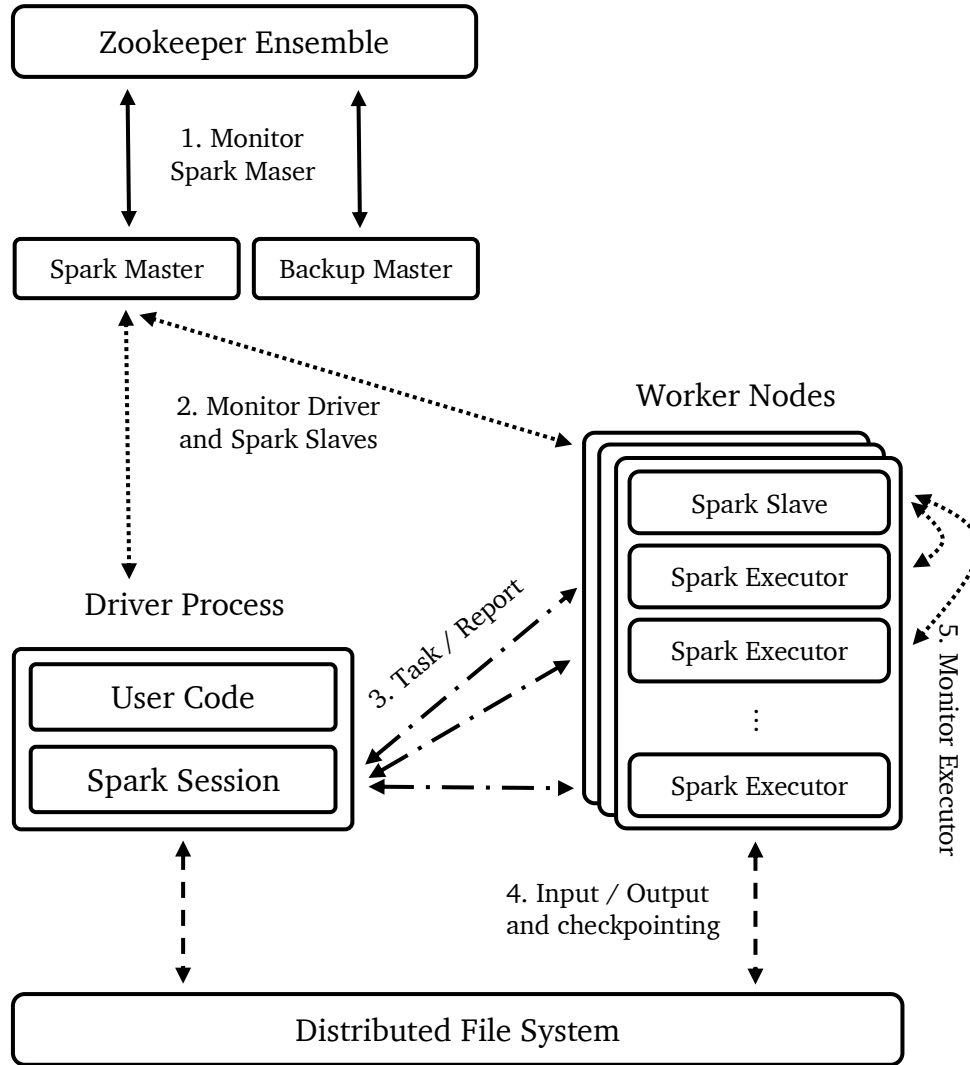 Zookeeper Ensemble
1. Monitor
Spark Maser
Spark Master
Backup Master
2. Monitor Driver
and Spark Slaves
Worker Nodes
Spark Slave
Spark Executor
Spark Executor
⋮
Spark Executor
5. Monitor Executor
Driver Process
User Code
Spark Session
3. Task / Report
4. Input / Output
and checkpointing
Distributed File System